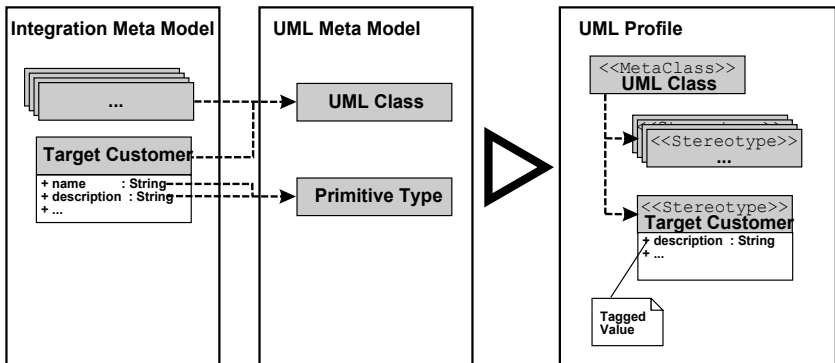 Integration Meta Model
...
Target Customer
+ name : String
+ description : String
+ ...
UML Meta Model
UML Class
Primitive Type
UML Profile
<<MetaClass>>
UML Class
<<Stereotype>>
...
<<Stereotype>>
Target Customer
+ description : String
+ ...
Tagged
Value